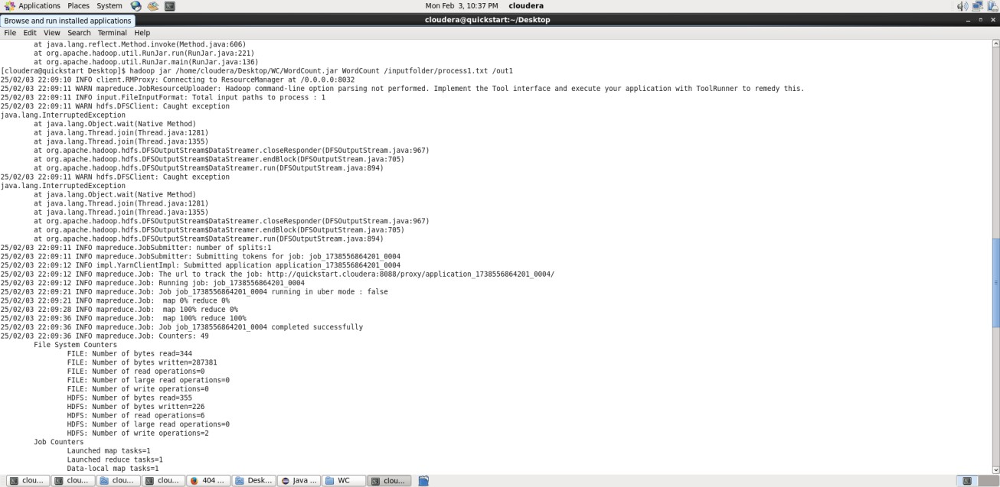 Applications Places System Mon Feb 3, 10:37 PM cloudera
Browse and run installed applications
cloudera@quickstart:~/Desktop
File Edit View Search Terminal Help
at java.lang.reflect.Method.invoke(Method.java:606)
at org.apache.hadoop.util.RunJar.run(RunJar.java:221)
at org.apache.hadoop.util.RunJar.main(RunJar.java:136)
[cloudera@quickstart Desktop]$ hadoop jar /home/cloudera/Desktop/WC/WordCount.jar WordCount /inputfolder/process1.txt /out1
25/02/03 22:09:10 INFO client.RMProxy: Connecting to ResourceManager at /0.0.0.0:8032
25/02/03 22:09:11 WARN mapreduce.JobResourceUploader: Hadoop command-line option parsing not performed. Implement the Tool interface and execute your application with ToolRunner to remedy this.
25/02/03 22:09:11 INFO input.FileInputFormat: Total input paths to process : 1
25/02/03 22:09:11 WARN hdfs.DFSClient: Caught exception
java.lang.InterruptedException
at java.lang.Object.wait(Native Method)
at java.lang.Thread.join(Thread.java:1281)
at java.lang.Thread.join(Thread.java:1355)
at org.apache.hadoop.hdfs.DFSOutputStream$DataStreamer.closeResponder(DFSOutputStream.java:967)
at org.apache.hadoop.hdfs.DFSOutputStream$DataStreamer.endBlock(DFSOutputStream.java:705)
at org.apache.hadoop.hdfs.DFSOutputStream$DataStreamer.run(DFSOutputStream.java:894)
25/02/03 22:09:11 WARN hdfs.DFSClient: Caught exception
java.lang.InterruptedException
at java.lang.Object.wait(Native Method)
at java.lang.Thread.join(Thread.java:1281)
at java.lang.Thread.join(Thread.java:1355)
at org.apache.hadoop.hdfs.DFSOutputStream$DataStreamer.closeResponder(DFSOutputStream.java:967)
at org.apache.hadoop.hdfs.DFSOutputStream$DataStreamer.endBlock(DFSOutputStream.java:705)
at org.apache.hadoop.hdfs.DFSOutputStream$DataStreamer.run(DFSOutputStream.java:894)
25/02/03 22:09:11 INFO mapreduce.JobSubmitter: number of splits:1
25/02/03 22:09:11 INFO mapreduce.JobSubmitter: Submitting tokens for job: job_1738556864201_0004
25/02/03 22:09:12 INFO impl.YarnClientImpl: Submitted application application_1738556864201_0004
25/02/03 22:09:12 INFO mapreduce.Job: The url to track the job: http://quickstart.cloudera:8088/proxy/application_1738556864201_0004/
25/02/03 22:09:12 INFO mapreduce.Job: Running job: job_1738556864201_0004
25/02/03 22:09:21 INFO mapreduce.Job: Job job_1738556864201_0004 running in uber mode : false
25/02/03 22:09:21 INFO mapreduce.Job: map 0% reduce 0%
25/02/03 22:09:28 INFO mapreduce.Job: map 100% reduce 0%
25/02/03 22:09:36 INFO mapreduce.Job: map 100% reduce 100%
25/02/03 22:09:36 INFO mapreduce.Job: Job job_1738556864201_0004 completed successfully
25/02/03 22:09:36 INFO mapreduce.Job: Counters: 49
File System Counters
FILE: Number of bytes read=344
FILE: Number of bytes written=287381
FILE: Number of read operations=0
FILE: Number of large read operations=0
FILE: Number of write operations=0
HDFS: Number of bytes read=355
HDFS: Number of bytes written=226
HDFS: Number of read operations=6
HDFS: Number of large read operations=0
HDFS: Number of write operations=2
Job Counters
Launched map tasks=1
Launched reduce tasks=1
Data-local map tasks=1
clou... clou... clou... clou... 404 ... Desk... Java ... WC clou...